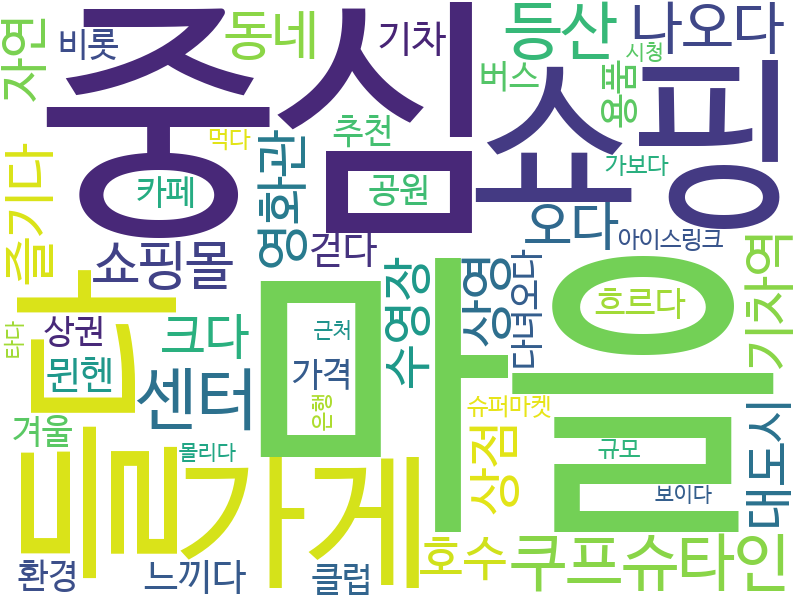 중심
쇼핑
마을
만들다
가게
자연
비롯
동네
기차
등산
나오다
시청
버스
용품
먹다
추천
가보다
카페
공원
영화관
즐기다
쇼핑몰
걷다
오다
아이스링크
수영장
상영
다녀오다
흐르다
기차역
타다
상권
크다
근처
가격
뮌헨
센터
은행
슈퍼마켓
겨울
몰리다
상점
규모
대도시
보이다
환경
느끼다
클럽
호수
쿠프슈타인